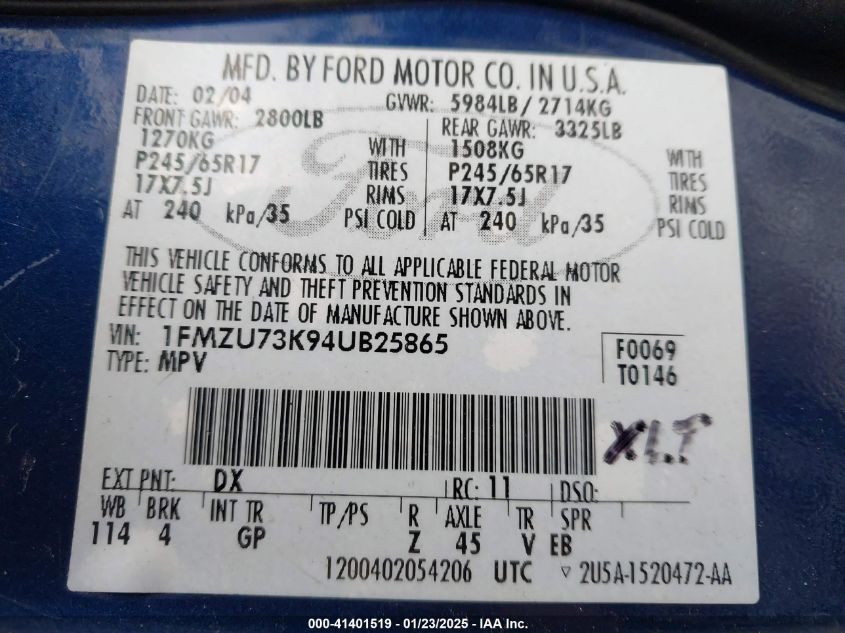 MFD. BY FORD MOTOR CO. IN U.S.A.
DATE: 02/04 GVWR: 5984LB/2714KG
FRONT GAWR: 2800LB REAR GAWR: 3325LB
1270KG WITH 1508KG WITH
P245/65R17 TIRES P245/65R17 TIRES
17X7.5J RIMS 17X7.5J RIMS
AT 240 kPa/35 PSI COLD AT 240 kPa/35 PSI COLD
Ford
THIS VEHICLE CONFORMS TO ALL APPLICABLE FEDERAL MOTOR
VEHICLE SAFETY AND THEFT PREVENTION STANDARDS IN
EFFECT ON THE DATE OF MANUFACTURE SHOWN ABOVE.
VIN: 1FMZU73K94UB25865
TYPE: MPV
F0069
T0146
XLT
EXT PNT: DX RC: 11 DSO:
WB BRK INT TR TP/PS R AXLE TR SPR
114 4 GP Z 45 V EB
1200402054206 UTC ▽ 2U5A-1520472-AA
000-41401519 - 01/23/2025 - IAA, Inc.